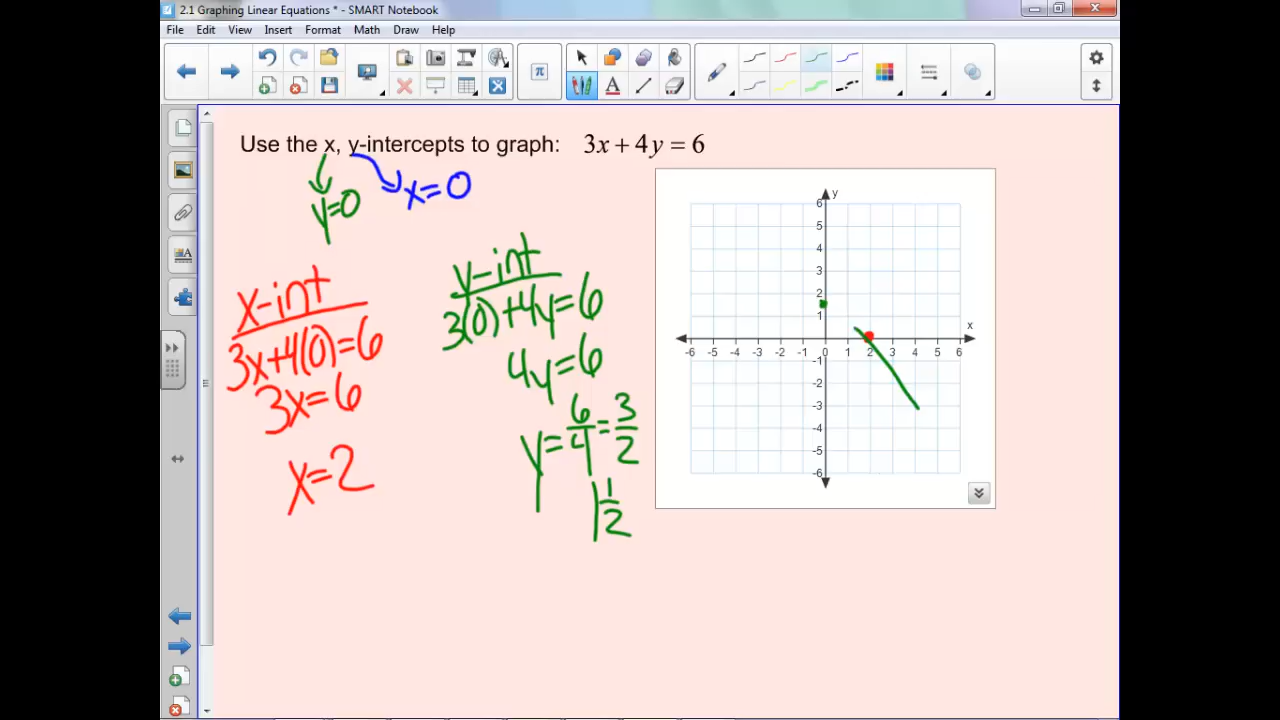 2.1 Graphing Linear Equations * - SMART Notebook
File Edit View Insert Format Math Draw Help
π
A
Use the x, y-intercepts to graph: 3x + 4y = 6
y=0
x=0
x-int
3x+4(0)=6
3x=6
x=2
y-int
3(0)+4y=6
4y=6
y=6/4=3/2
1 1/2
y
6
5
4
3
2
1
x
-6 -5 -4 -3 -2 -1 0 1 2 3 4 5 6
-1
-2
-3
-4
-5
-6